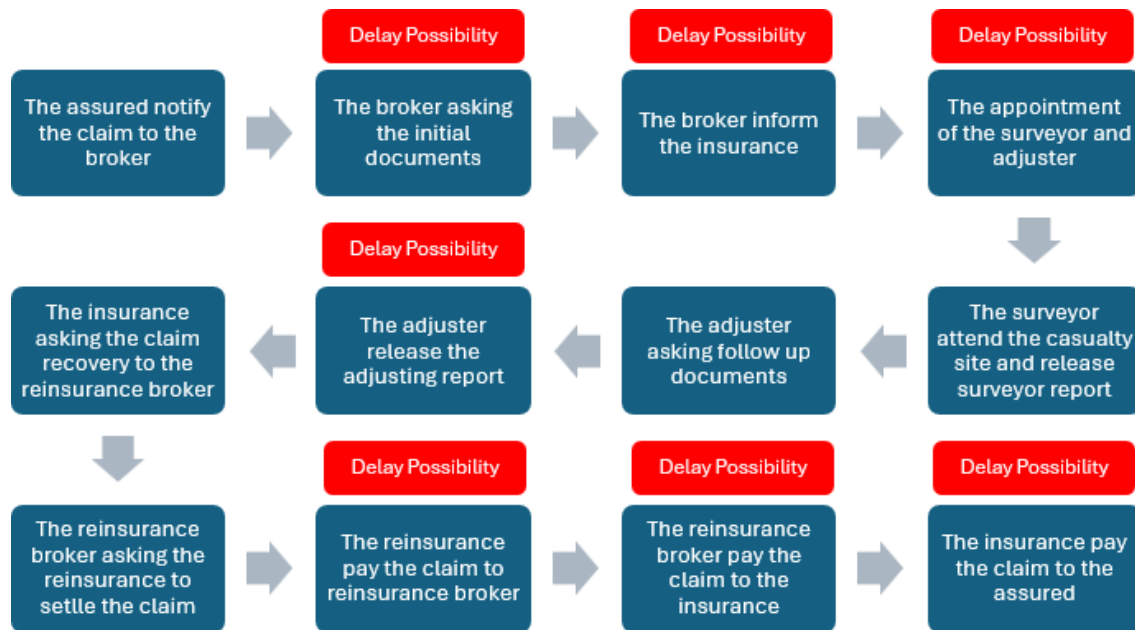 Delay Possibility
Delay Possibility
Delay Possibility
The assured notify
the claim to the
broker
The broker asking
the initial
documents
The broker inform
the insurance
The appointment
of the surveyor and
adjuster
Delay Possibility
The insurance
asking the claim
recovery to the
reinsurance broker
The adjuster
release the
adjusting report
The adjuster
asking follow up
documents
The surveyor
attend the casualty
site and release
surveyor report
Delay Possibility
Delay Possibility
Delay Possibility
The reinsurance
broker asking the
reinsurance to
setlle the claim
The reinsurance
pay the claim to
reinsurance broker
The reinsurance
broker pay the
claim to the
insurance
The insurance pay
the claim to the
assured